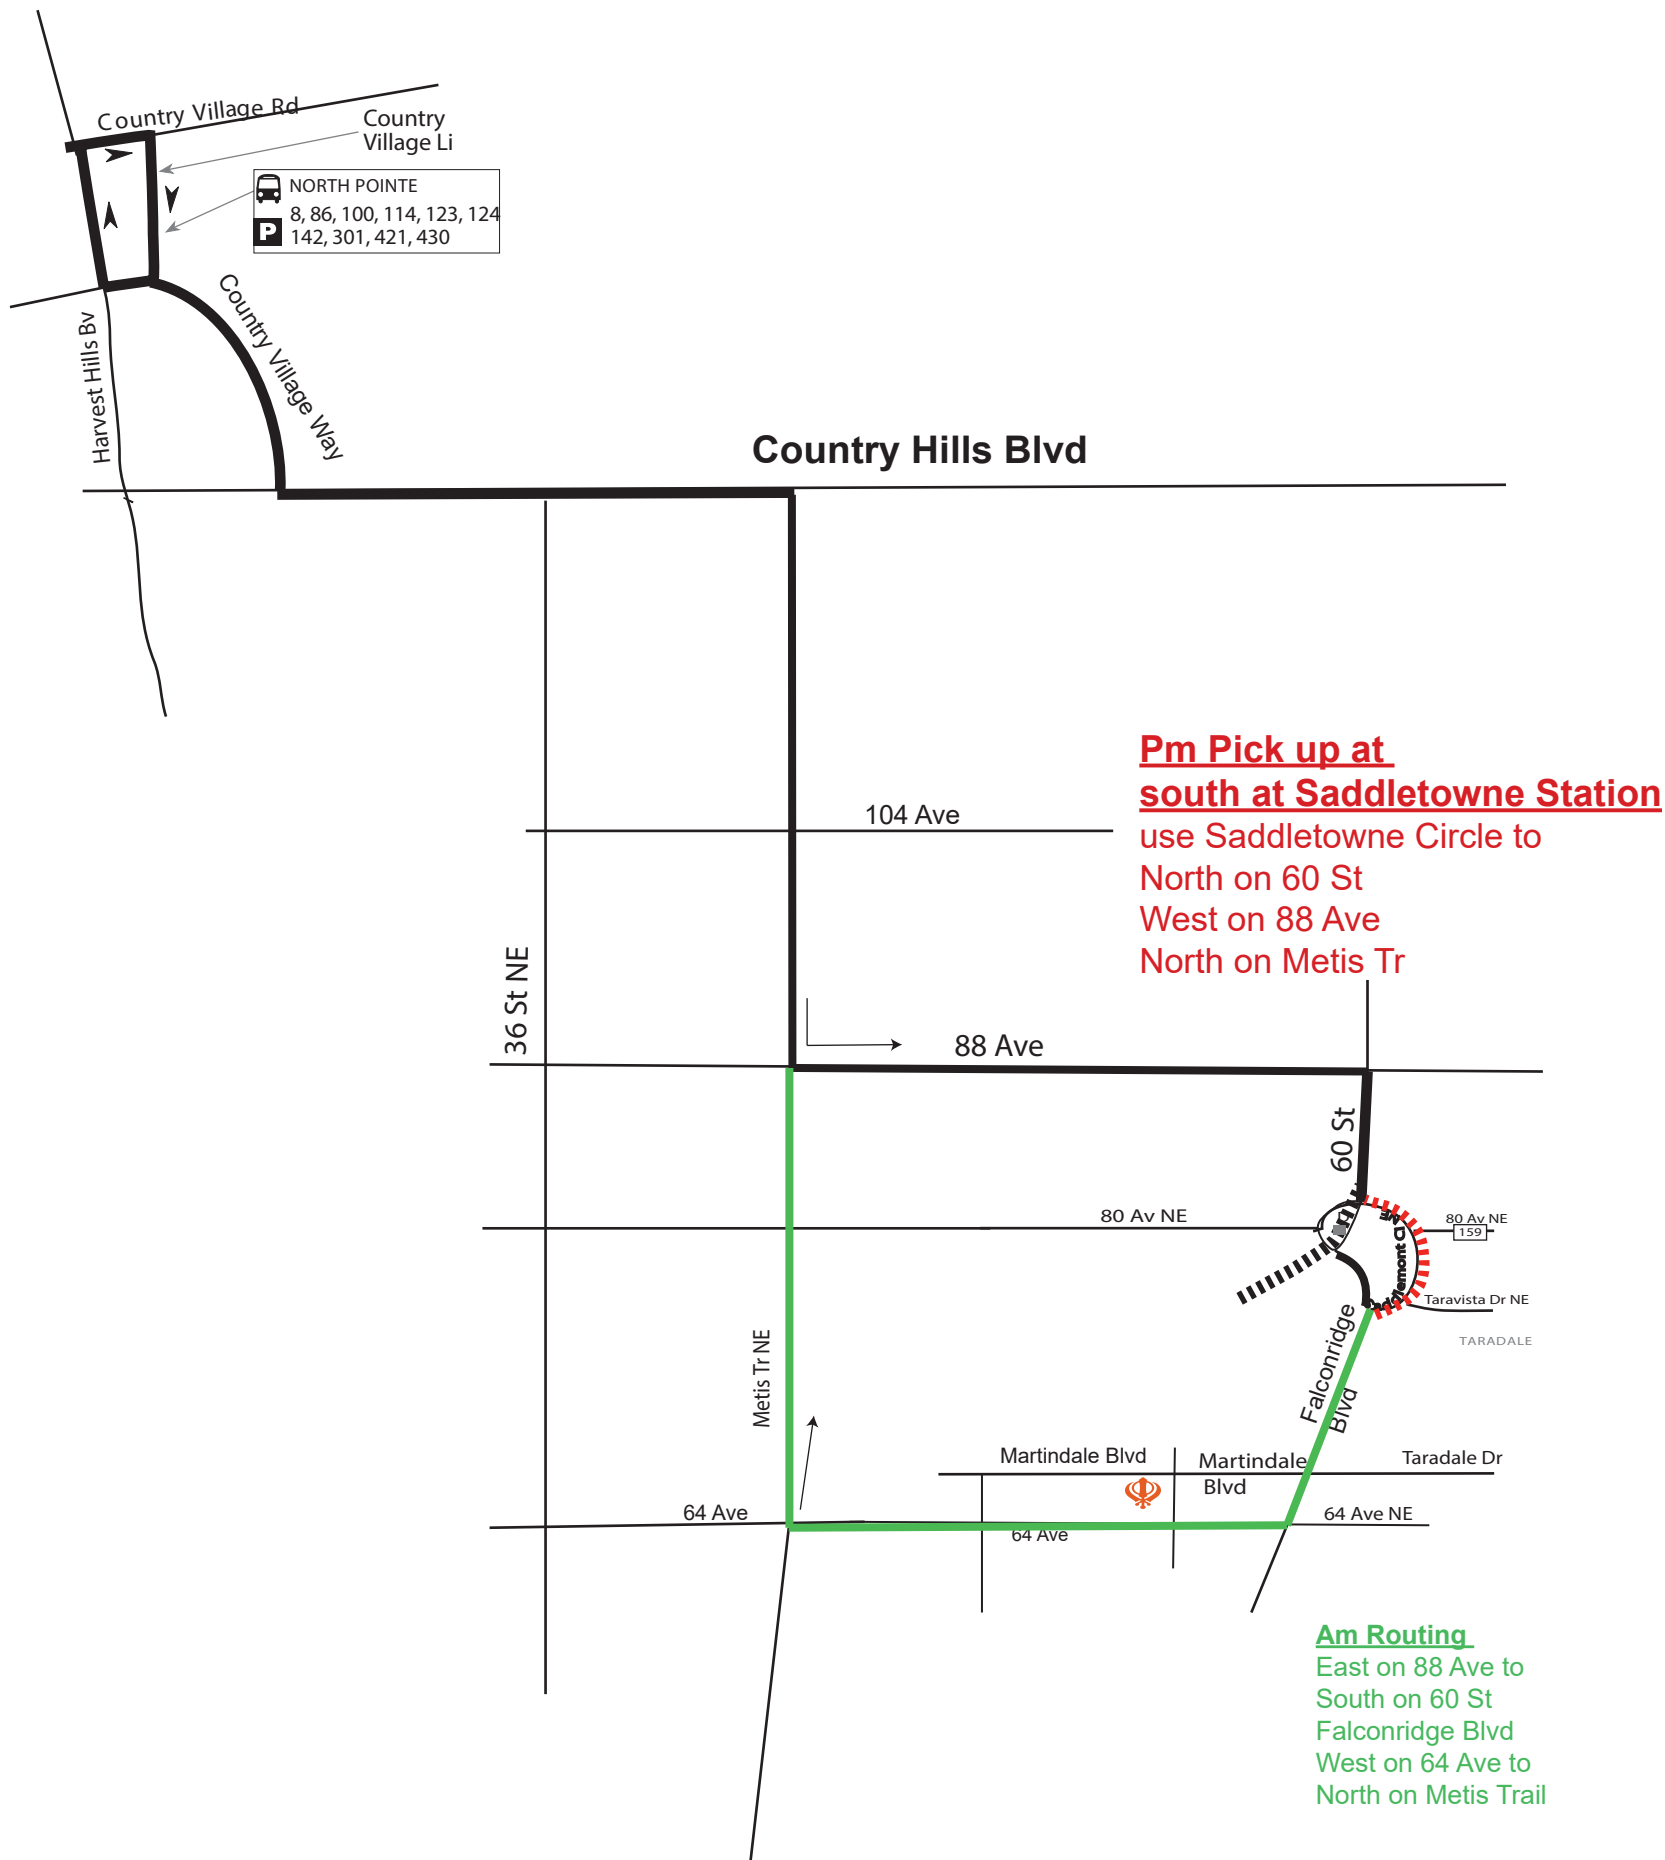 Country Village Rd
Country
Village Li
NORTH POINTE
8, 86, 100, 114, 123, 124
P
142, 301, 421, 430
Country Village Way
Harvest Hills Bv
Country Hills Blvd
Pm Pick up at
south at Saddletowne Station
use Saddletowne Circle to
North on 60 St
West on 88 Ave
North on Metis Tr
104 Ave
36 St NE
88 Ave
60 St
80 Av NE
80 Av NE
159
Taravista Dr NE
TARADALE
Falconridge
Blvd
Metis Tr NE
Martindale Blvd
Martindale
Blvd
Taradale Dr
64 Ave
64 Ave
64 Ave NE
Am Routing
East on 88 Ave to
South on 60 St
Falconridge Blvd
West on 64 Ave to
North on Metis Trail